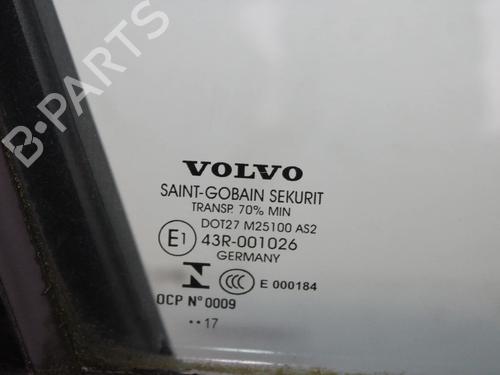 B-PARTS
VOLVO
SAINT-GOBAIN SEKURIT
TRANSP. 70% MIN
DOT27 M25100 AS2
E1 43R-001026
GERMANY
N CCC E 000184
OCP N°0009
··17